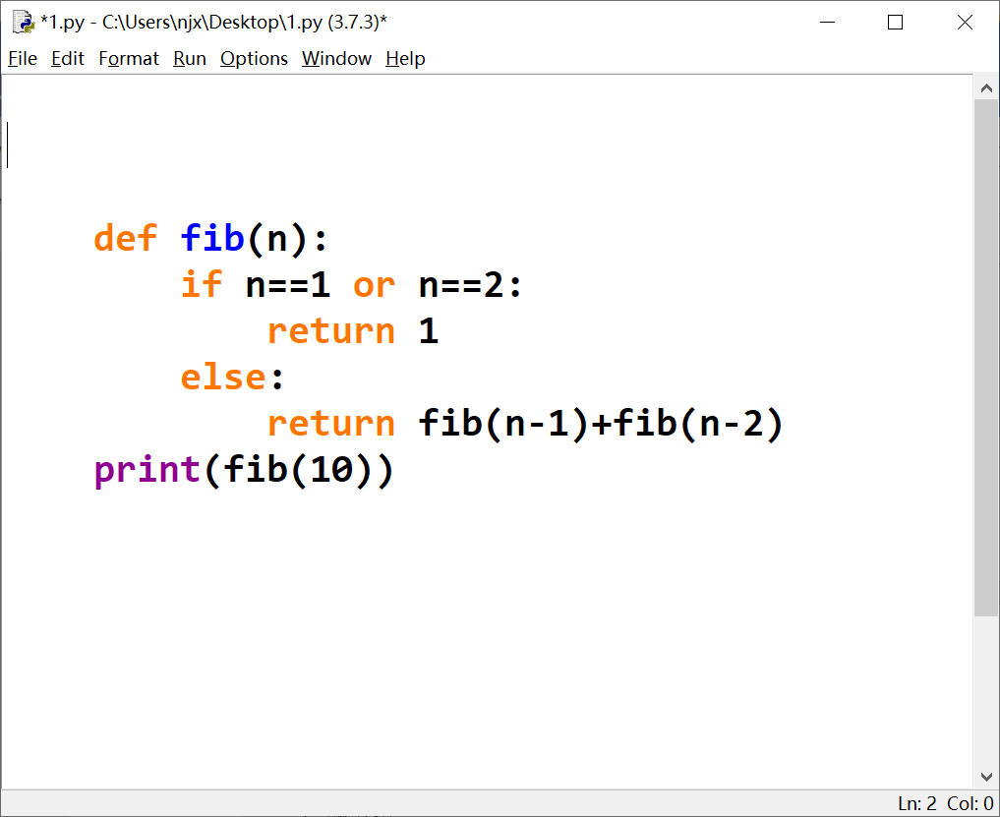 *1.py - C:\Users\njx\Desktop\1.py (3.7.3)*
File Edit Format Run Options Window Help
def fib(n):
    if n==1 or n==2:
        return 1
    else:
        return fib(n-1)+fib(n-2)
print(fib(10))
Ln: 2 Col: 0